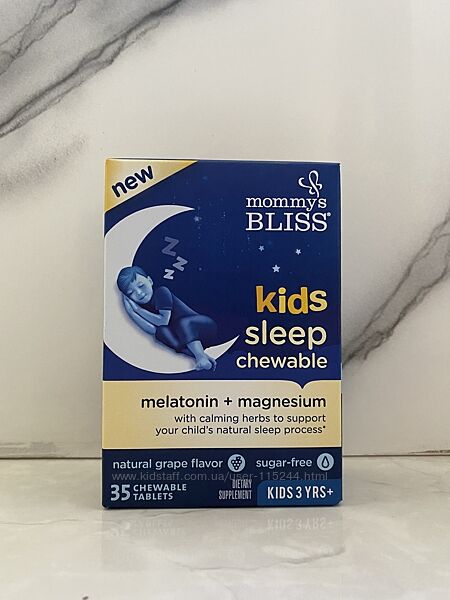 new
mommy's
BLISS®
Z
Z
Z
kids
sleep
chewable
melatonin + magnesium
with calming herbs to support
your child's natural sleep process*
natural grape flavor
sugar-free
www.kidstaff.com.ua/user-115244.html
35 CHEWABLE TABLETS
DIETARY
SUPPLEMENT
KIDS 3 YRS+